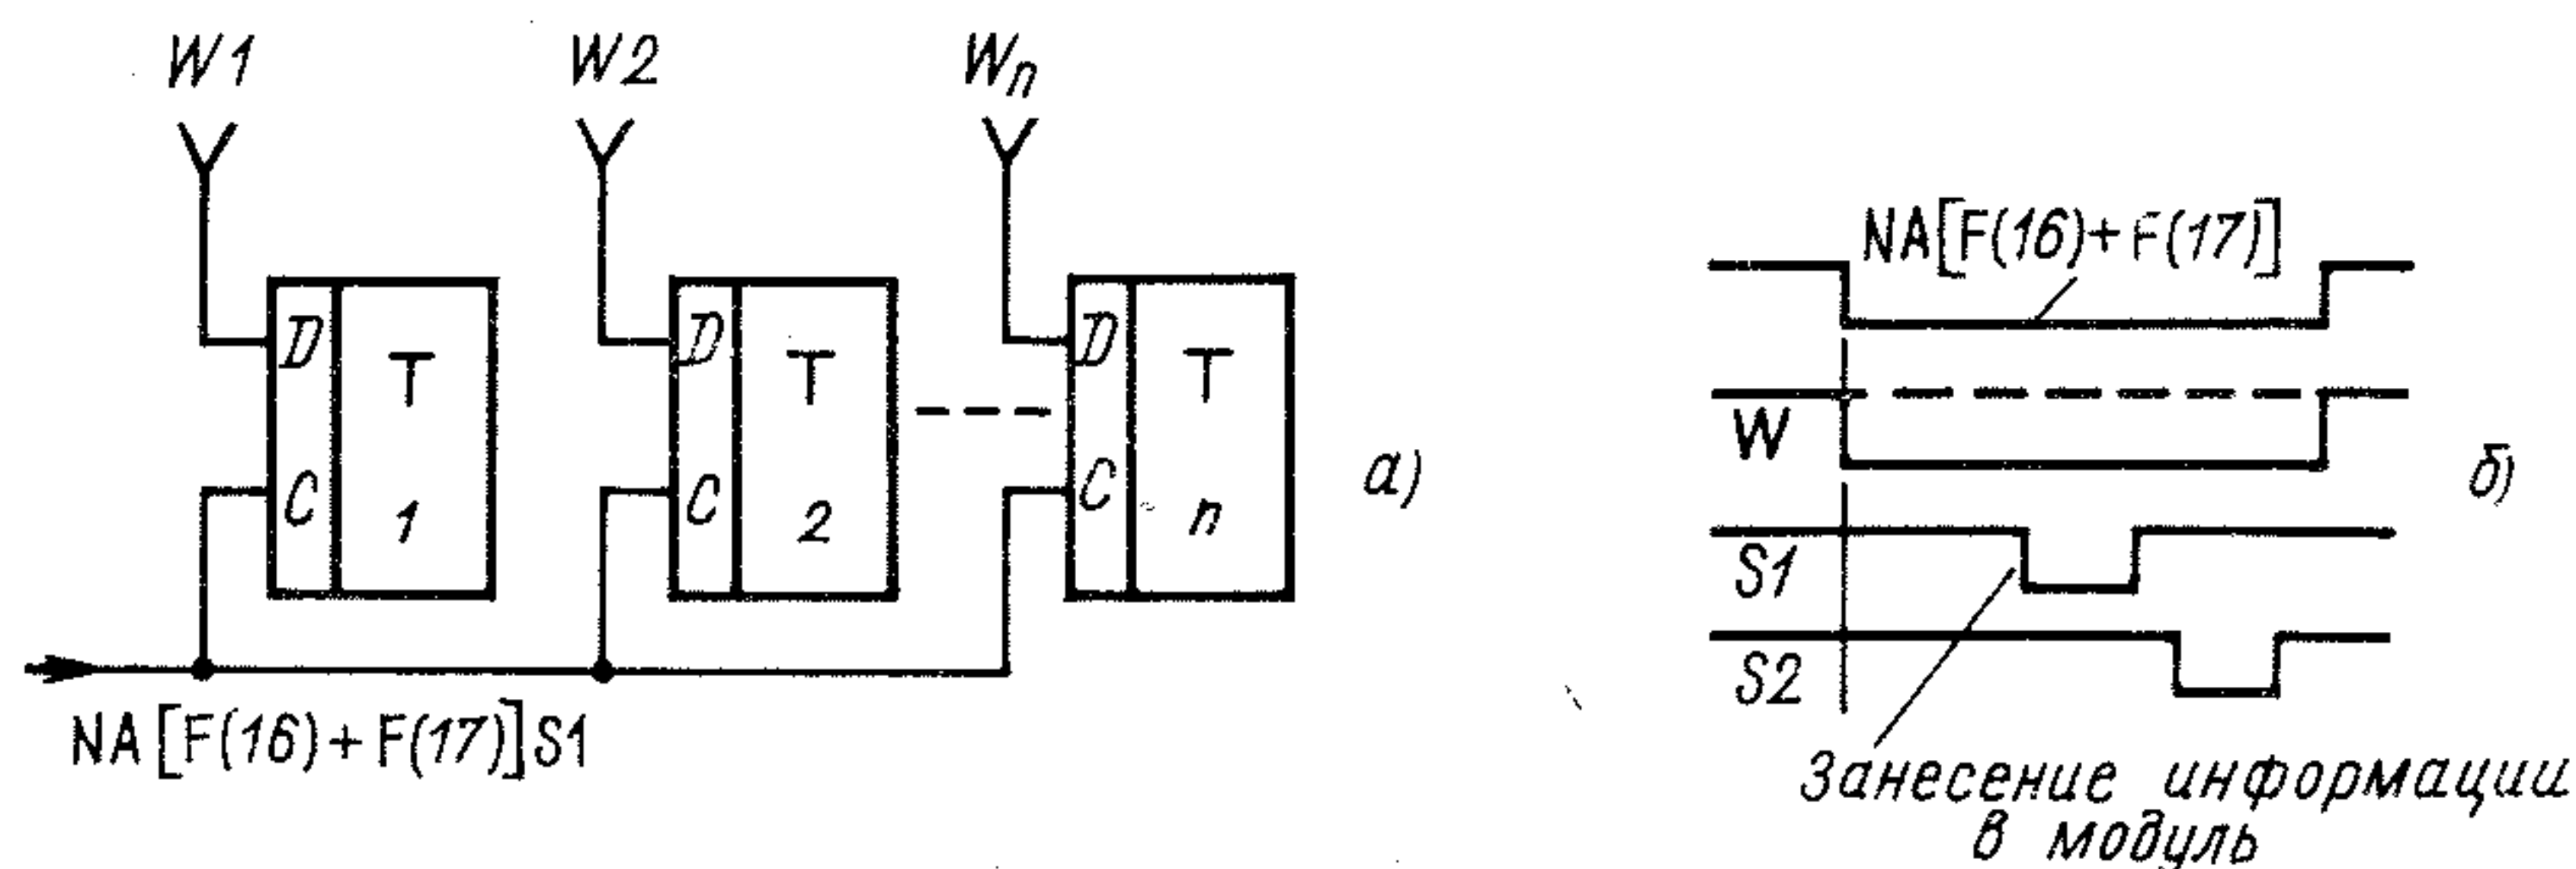 W1 W2 Wn
D T 1 C
D T 2 C
D T n C
NA[F(16)+F(17)]S1
а)
NA[F(16)+F(17)]
W
S1
S2
б)
Занесение информации
в модуль